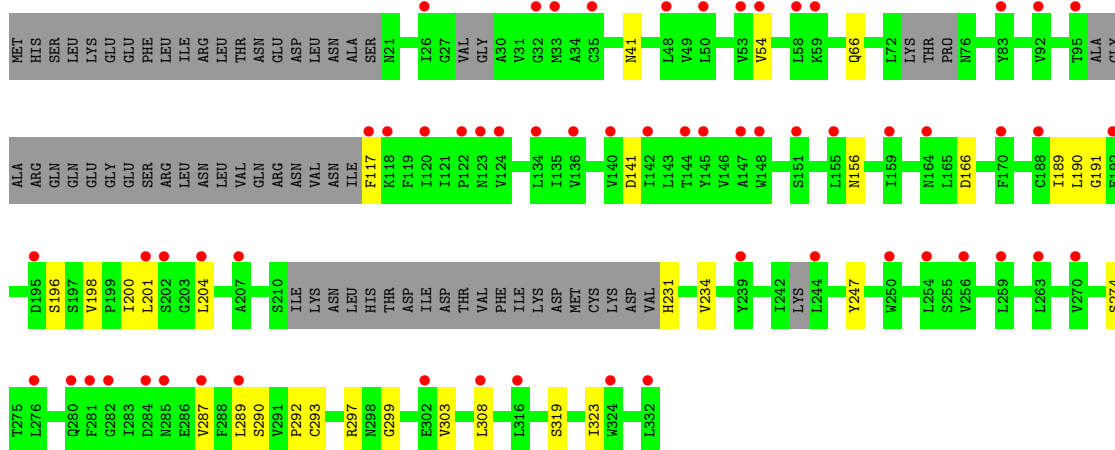 MET HIS SER LEU LYS GLU GLU PHE LEU ILE ARG LEU THR ASN GLU ASP LEU ASN ALA SER N21 I26 G27 VAL GLY A30 V31 G32 M33 A34 C35 N41 L48 V49 L50 V53 V54 L58 K59 Q66 L72 LYS THR PRO N76 Y83 V92 T95 ALA GLY
ALA ARG GLN GLN GLU GLY GLU SER ARG LEU ASN LEU VAL GLN ARG ASN VAL ASN ILE F117 K118 F119 I120 I121 P122 N123 V124 L134 I135 V136 V140 D141 I142 L143 T144 Y145 V146 A147 W148 S151 L155 N156 I159 N164 L165 D166 F170 C188 I189 L190 G191
D195 S196 S197 V198 P199 I200 L201 S202 G203 L204 A207 S210 ILE LYS ASN LEU HIS THR ASP ILE ASP THR VAL PHE ILE LYS ASP MET CYS LYS ASP VAL H231 V234 Y239 I242 LYS L244 Y247 W250 L254 S255 V256 L259 L263 V270 S274
T275 L276 Q280 F281 G282 I283 D284 N285 E286 V287 F288 L289 S290 V291 P292 C293 R297 N298 G299 E302 V303 L308 L316 S319 I323 W324 L332